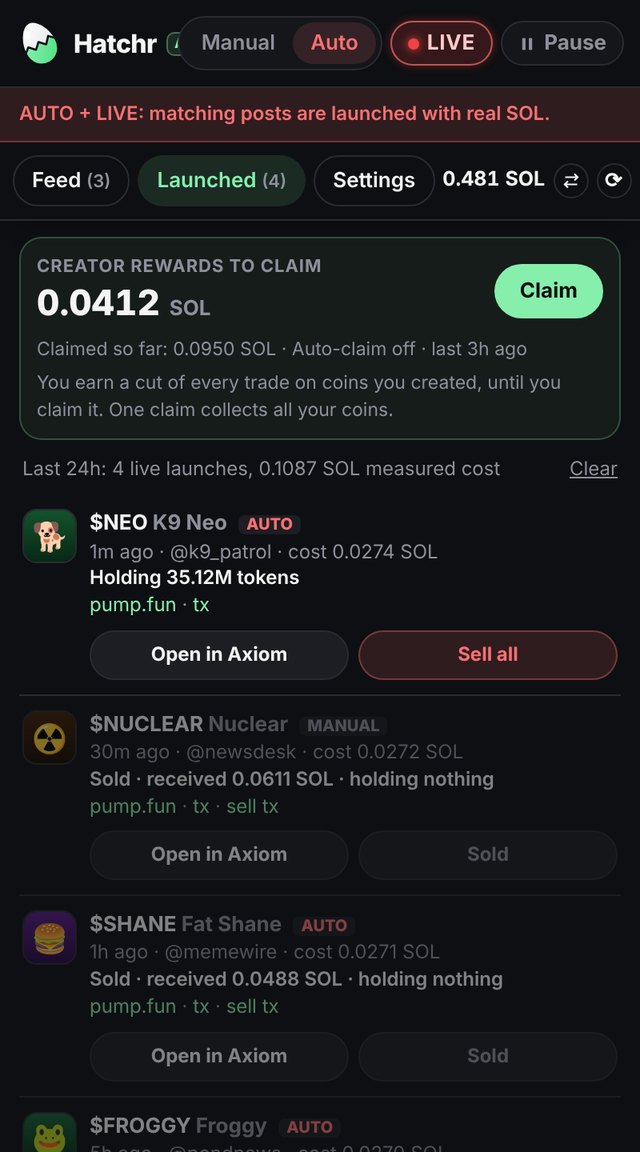 Hatchr
Manual Auto LIVE Pause
AUTO + LIVE: matching posts are launched with real SOL.
Feed (3) Launched (4) Settings 0.481 SOL
CREATOR REWARDS TO CLAIM
0.0412 SOL
Claim
Claimed so far: 0.0950 SOL · Auto-claim off · last 3h ago
You earn a cut of every trade on coins you created, until you
claim it. One claim collects all your coins.
Last 24h: 4 live launches, 0.1087 SOL measured cost Clear
$NEO K9 Neo AUTO
1m ago · @k9_patrol · cost 0.0274 SOL
Holding 35.12M tokens
pump.fun · tx
Open in Axiom Sell all
$NUCLEAR Nuclear MANUAL
30m ago · @newsdesk · cost 0.0272 SOL
Sold · received 0.0611 SOL · holding nothing
pump.fun · tx · sell tx
Open in Axiom Sold
$SHANE Fat Shane AUTO
1h ago · @memewire · cost 0.0271 SOL
Sold · received 0.0488 SOL · holding nothing
pump.fun · tx · sell tx
Open in Axiom Sold
$FROGGY Froggy AUTO